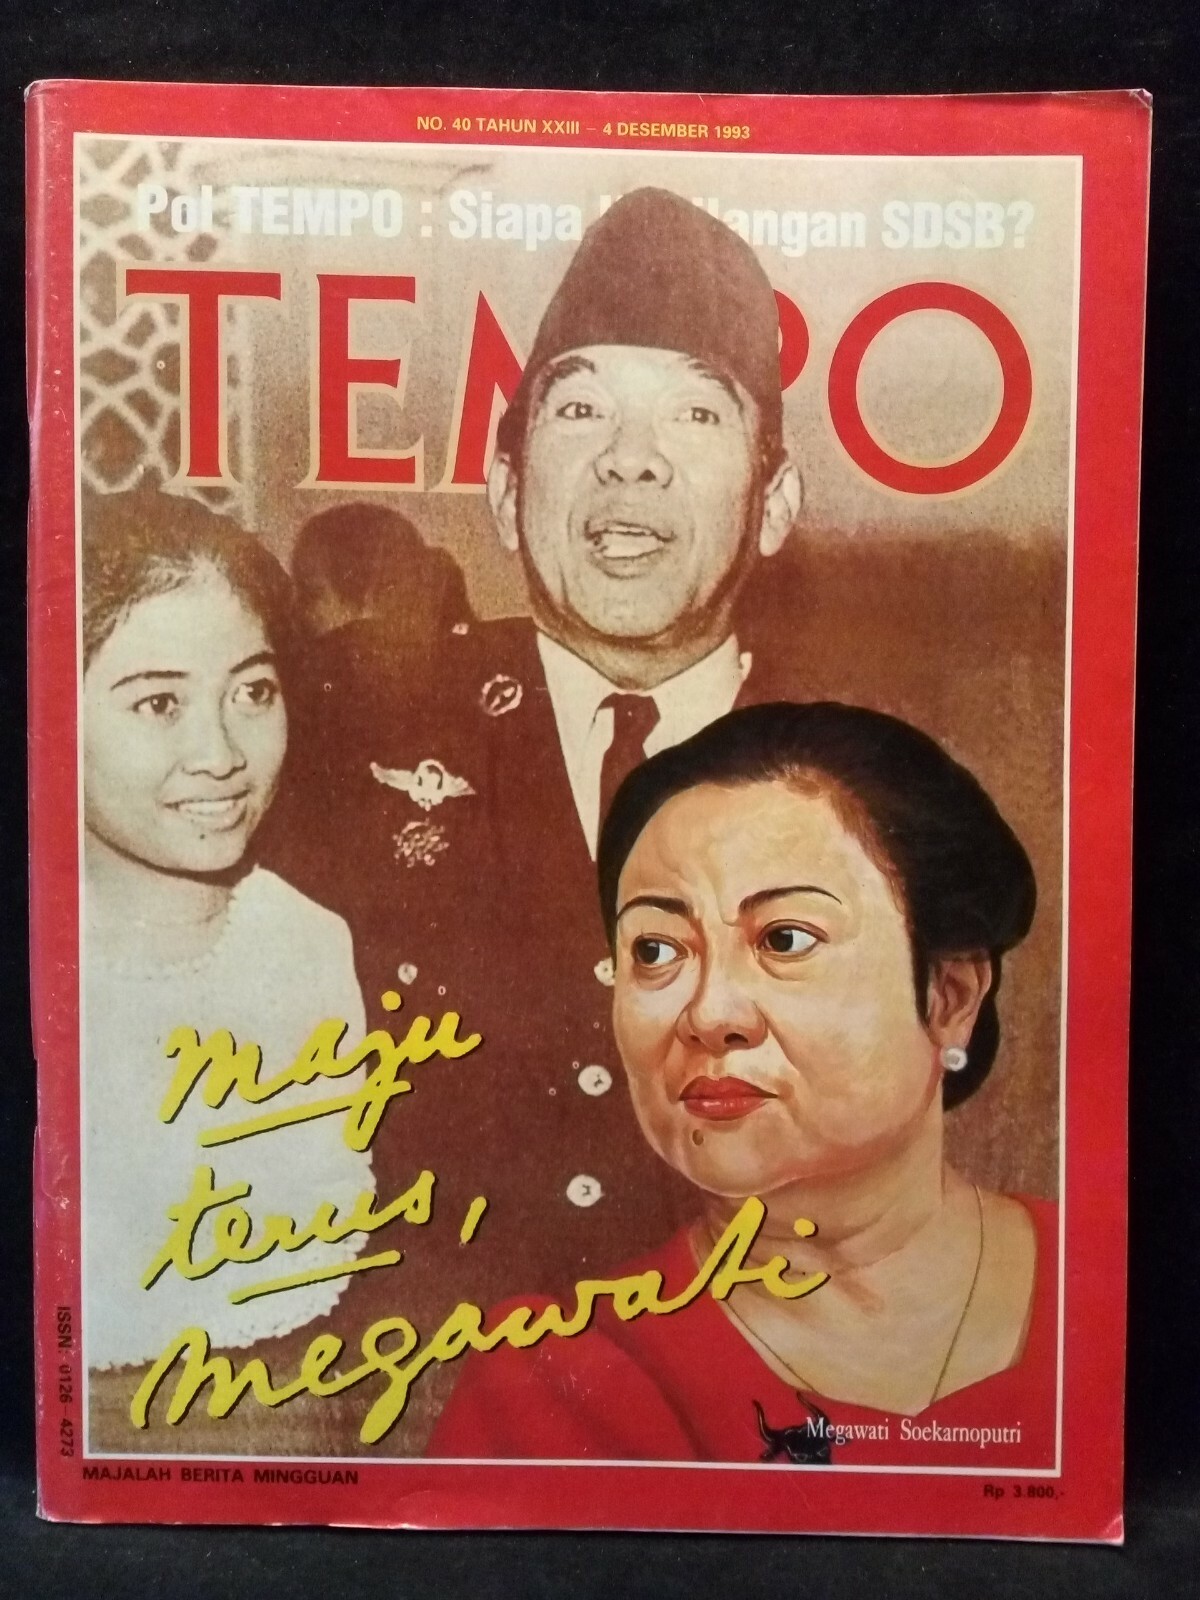 NO. 40 TAHUN XXIII – 4 DESEMBER 1993
Pol TEMPO : Siapa langan SDSB?
TEMPO
maju
terus,
megawati
Megawati Soekarnoputri
ISSN: 0126 – 4273
MAJALAH BERITA MINGGUAN
Rp 3.800,-